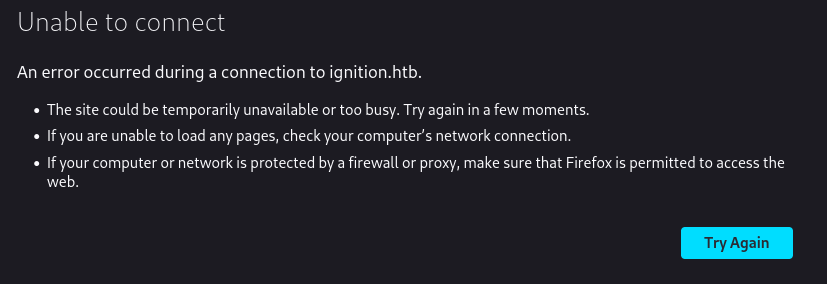 Unable to connect
An error occurred during a connection to ignition.htb.
• The site could be temporarily unavailable or too busy. Try again in a few moments.
• If you are unable to load any pages, check your computer’s network connection.
• If your computer or network is protected by a firewall or proxy, make sure that Firefox is permitted to access the
web.
Try Again